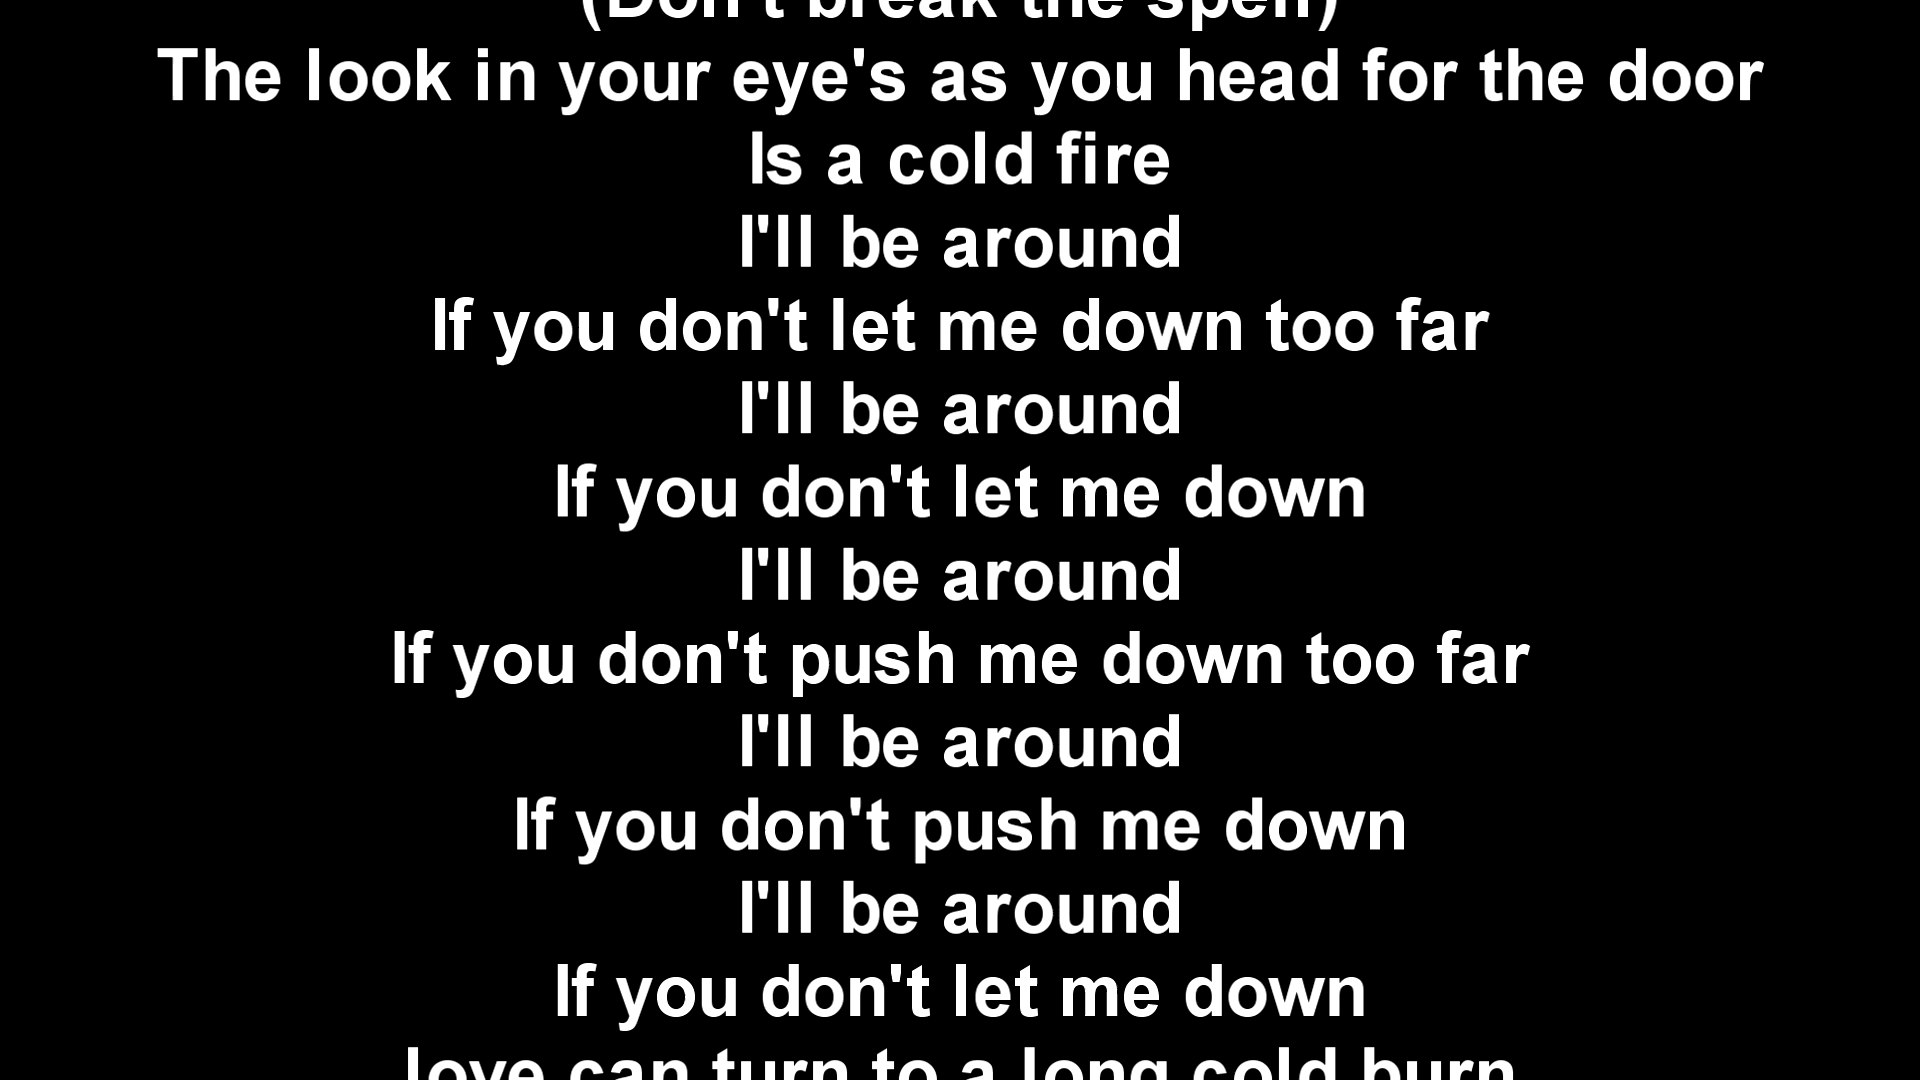 (Don't break the spell)
The look in your eye's as you head for the door
Is a cold fire
I'll be around
If you don't let me down too far
I'll be around
If you don't let me down
I'll be around
If you don't push me down too far
I'll be around
If you don't push me down
I'll be around
If you don't let me down
love can turn to a long cold burn